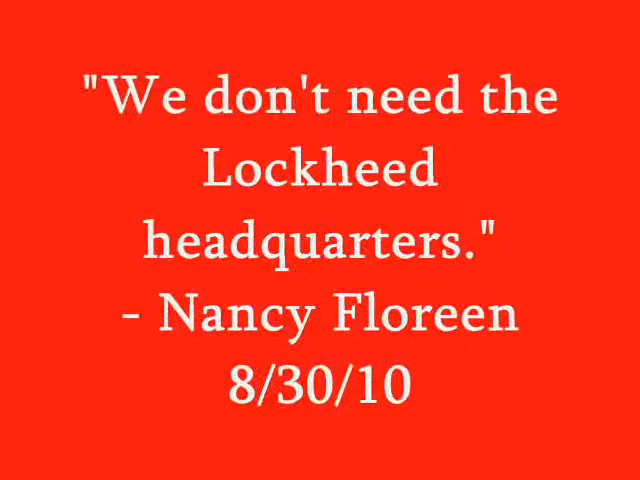 "We don't need the
Lockheed
headquarters."
- Nancy Floreen
8/30/10